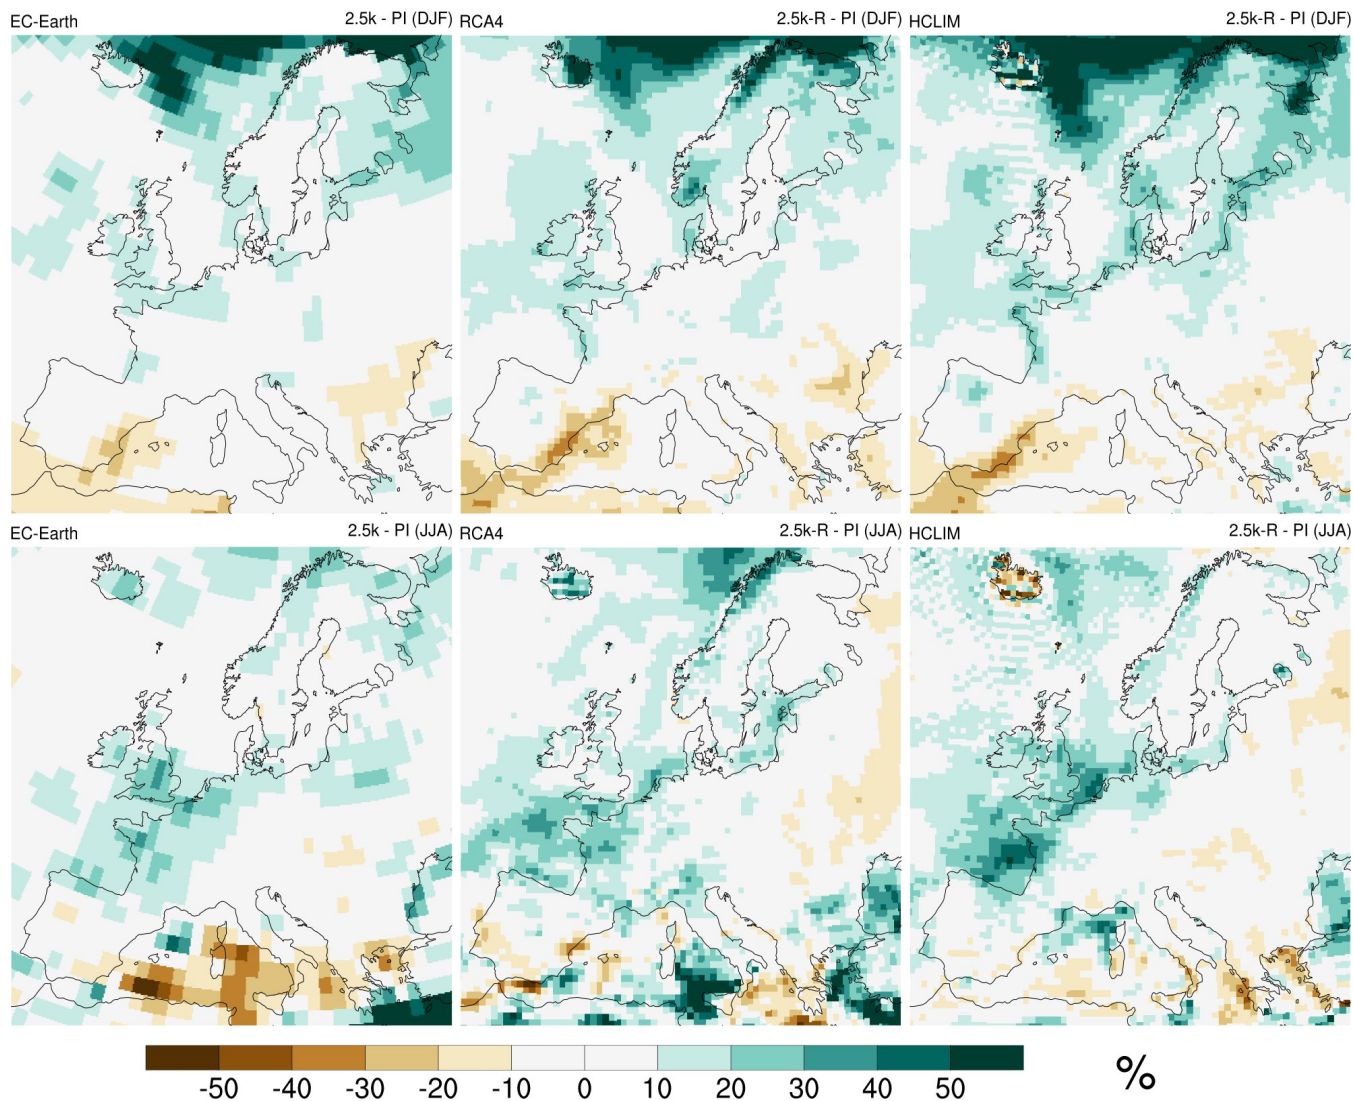 EC-Earth 2.5k - PI (DJF)
RCA4 2.5k-R - PI (DJF)
HCLIM 2.5k-R - PI (DJF)
EC-Earth 2.5k - PI (JJA)
RCA4 2.5k-R - PI (JJA)
HCLIM 2.5k-R - PI (JJA)
-50 -40 -30 -20 -10 0 10 20 30 40 50 %